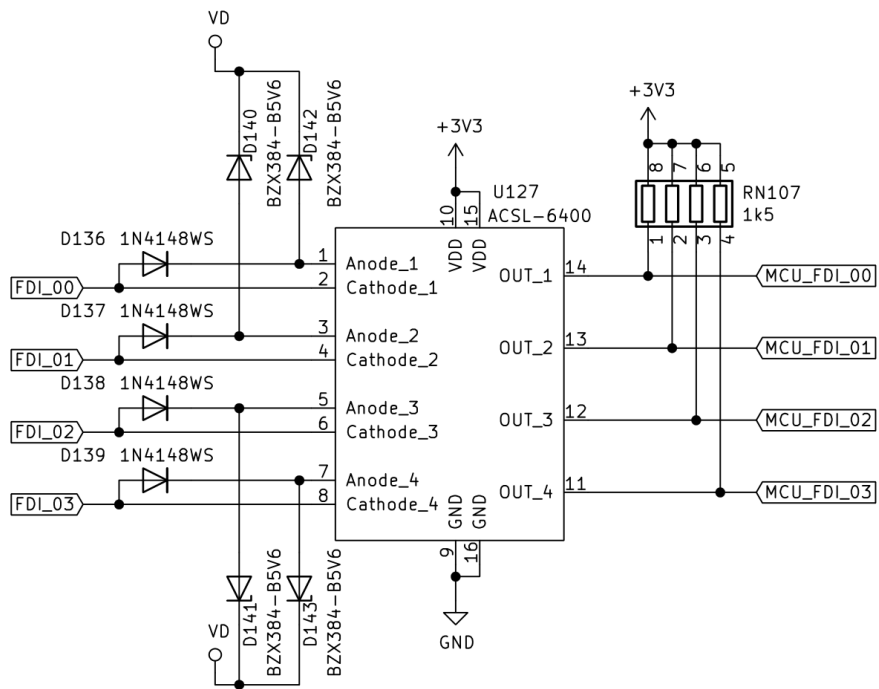 VD
D140
BZX384-B5V6
D142
BZX384-B5V6
+3V3
+3V3
8
7
6
5
RN107
1k5
1
2
3
4
U127
ACSL-6400
10
15
VDD
VDD
D136 1N4148WS
1
Anode_1
FDI_00
2
Cathode_1
OUT_1
14
MCU_FDI_00
D137 1N4148WS
3
Anode_2
FDI_01
4
Cathode_2
OUT_2
13
MCU_FDI_01
D138 1N4148WS
5
Anode_3
FDI_02
6
Cathode_3
OUT_3
12
MCU_FDI_02
D139 1N4148WS
7
Anode_4
FDI_03
8
Cathode_4
OUT_4
11
MCU_FDI_03
GND
GND
9
16
GND
D141
BZX384-B5V6
D143
BZX384-B5V6
VD